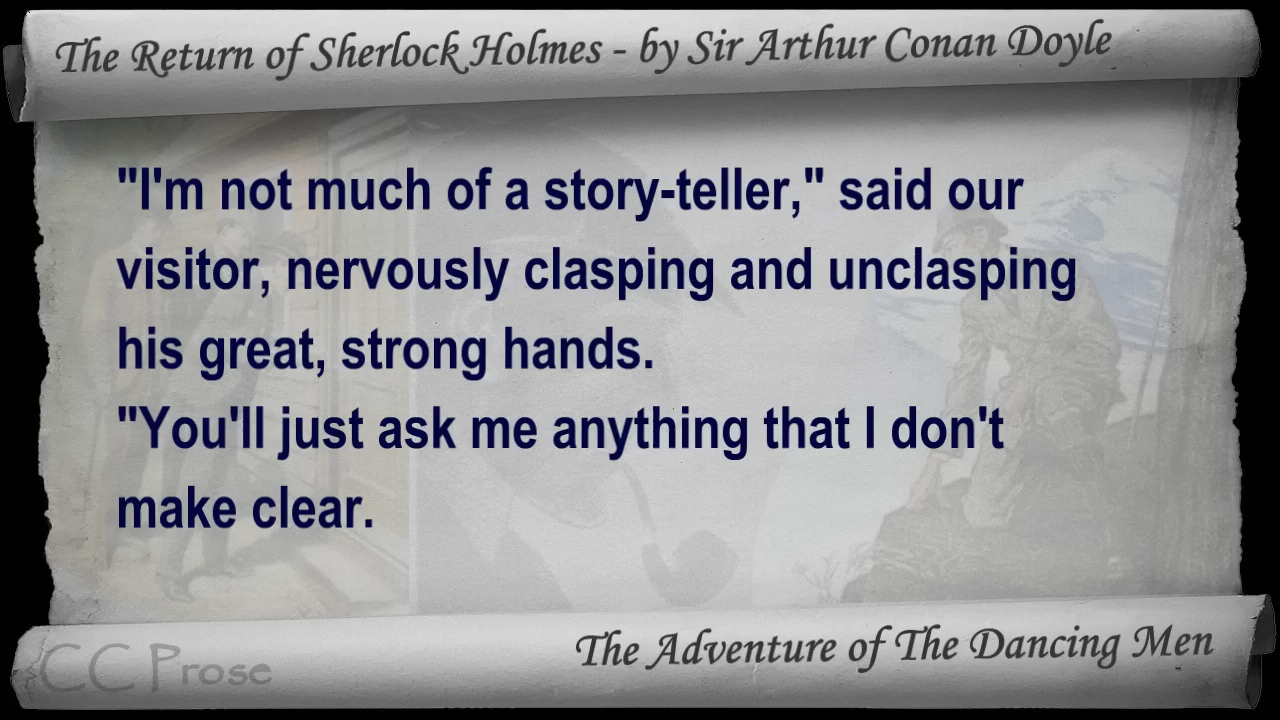 The Return of Sherlock Holmes - by Sir Arthur Conan Doyle
"I'm not much of a story-teller," said our
visitor, nervously clasping and unclasping
his great, strong hands.
"You'll just ask me anything that I don't
make clear.
The Adventure of The Dancing Men
CC Prose